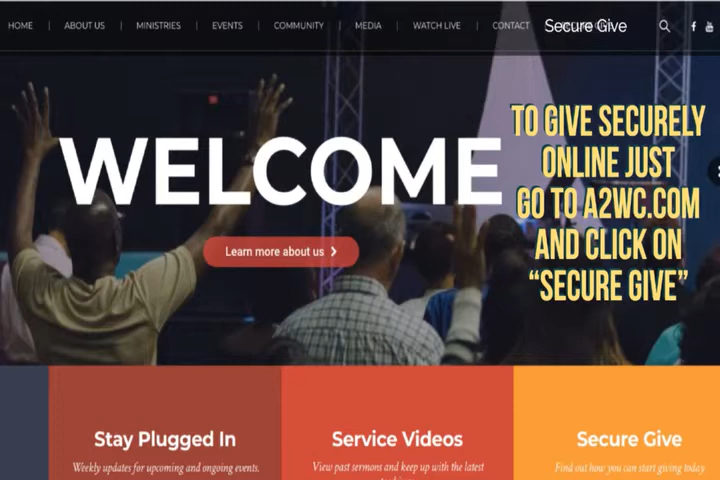 HOME | ABOUT US | MINISTRIES | EVENTS | COMMUNITY | MEDIA | WATCH LIVE | CONTACT Secure Give
WELCOME
Learn more about us
TO GIVE SECURELY
ONLINE JUST
GO TO A2WC.COM
AND CLICK ON
“SECURE GIVE”
Stay Plugged In
Weekly updates for upcoming and ongoing events.
Service Videos
View past sermons and keep up with the latest
Secure Give
Find out how you can start giving today